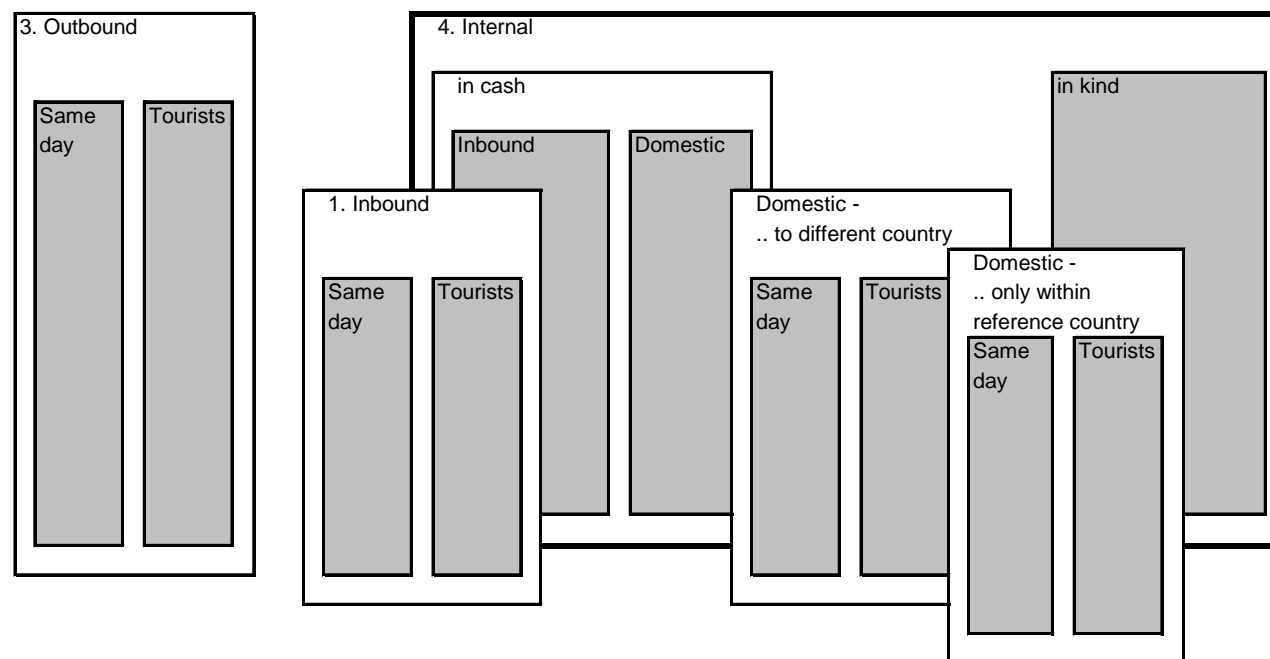 3. Outbound
Same
day
Tourists
4. Internal
in cash
Inbound
Domestic
in kind
1. Inbound
Same
day
Tourists
Domestic -
.. to different country
Same
day
Tourists
Domestic -
.. only within
reference country
Same
day
Tourists